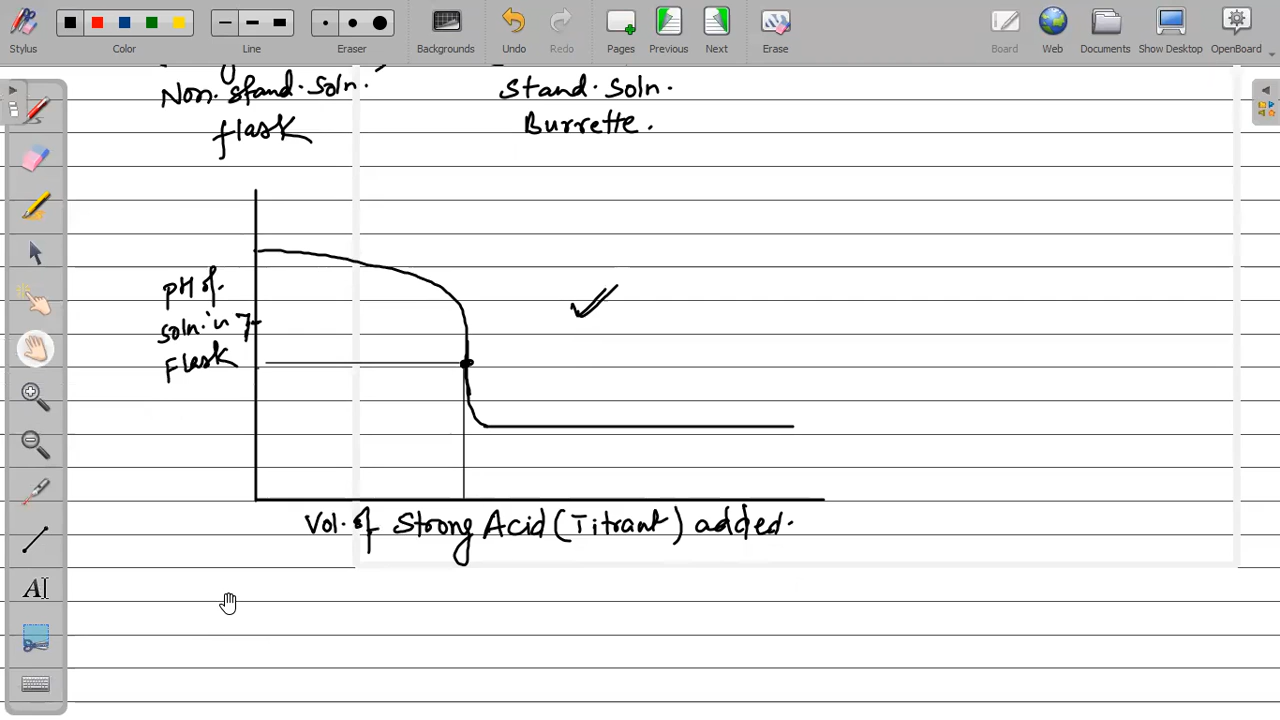 Stylus Color Line Eraser Backgrounds Undo Redo Pages Previous Next Erase Board Web Documents Show Desktop OpenBoard
Non. stand. Soln. Stand. Soln.
flask Burrette.
pH of.
soln. in 7
Flask
Vol. of Strong Acid (Titrant) added.